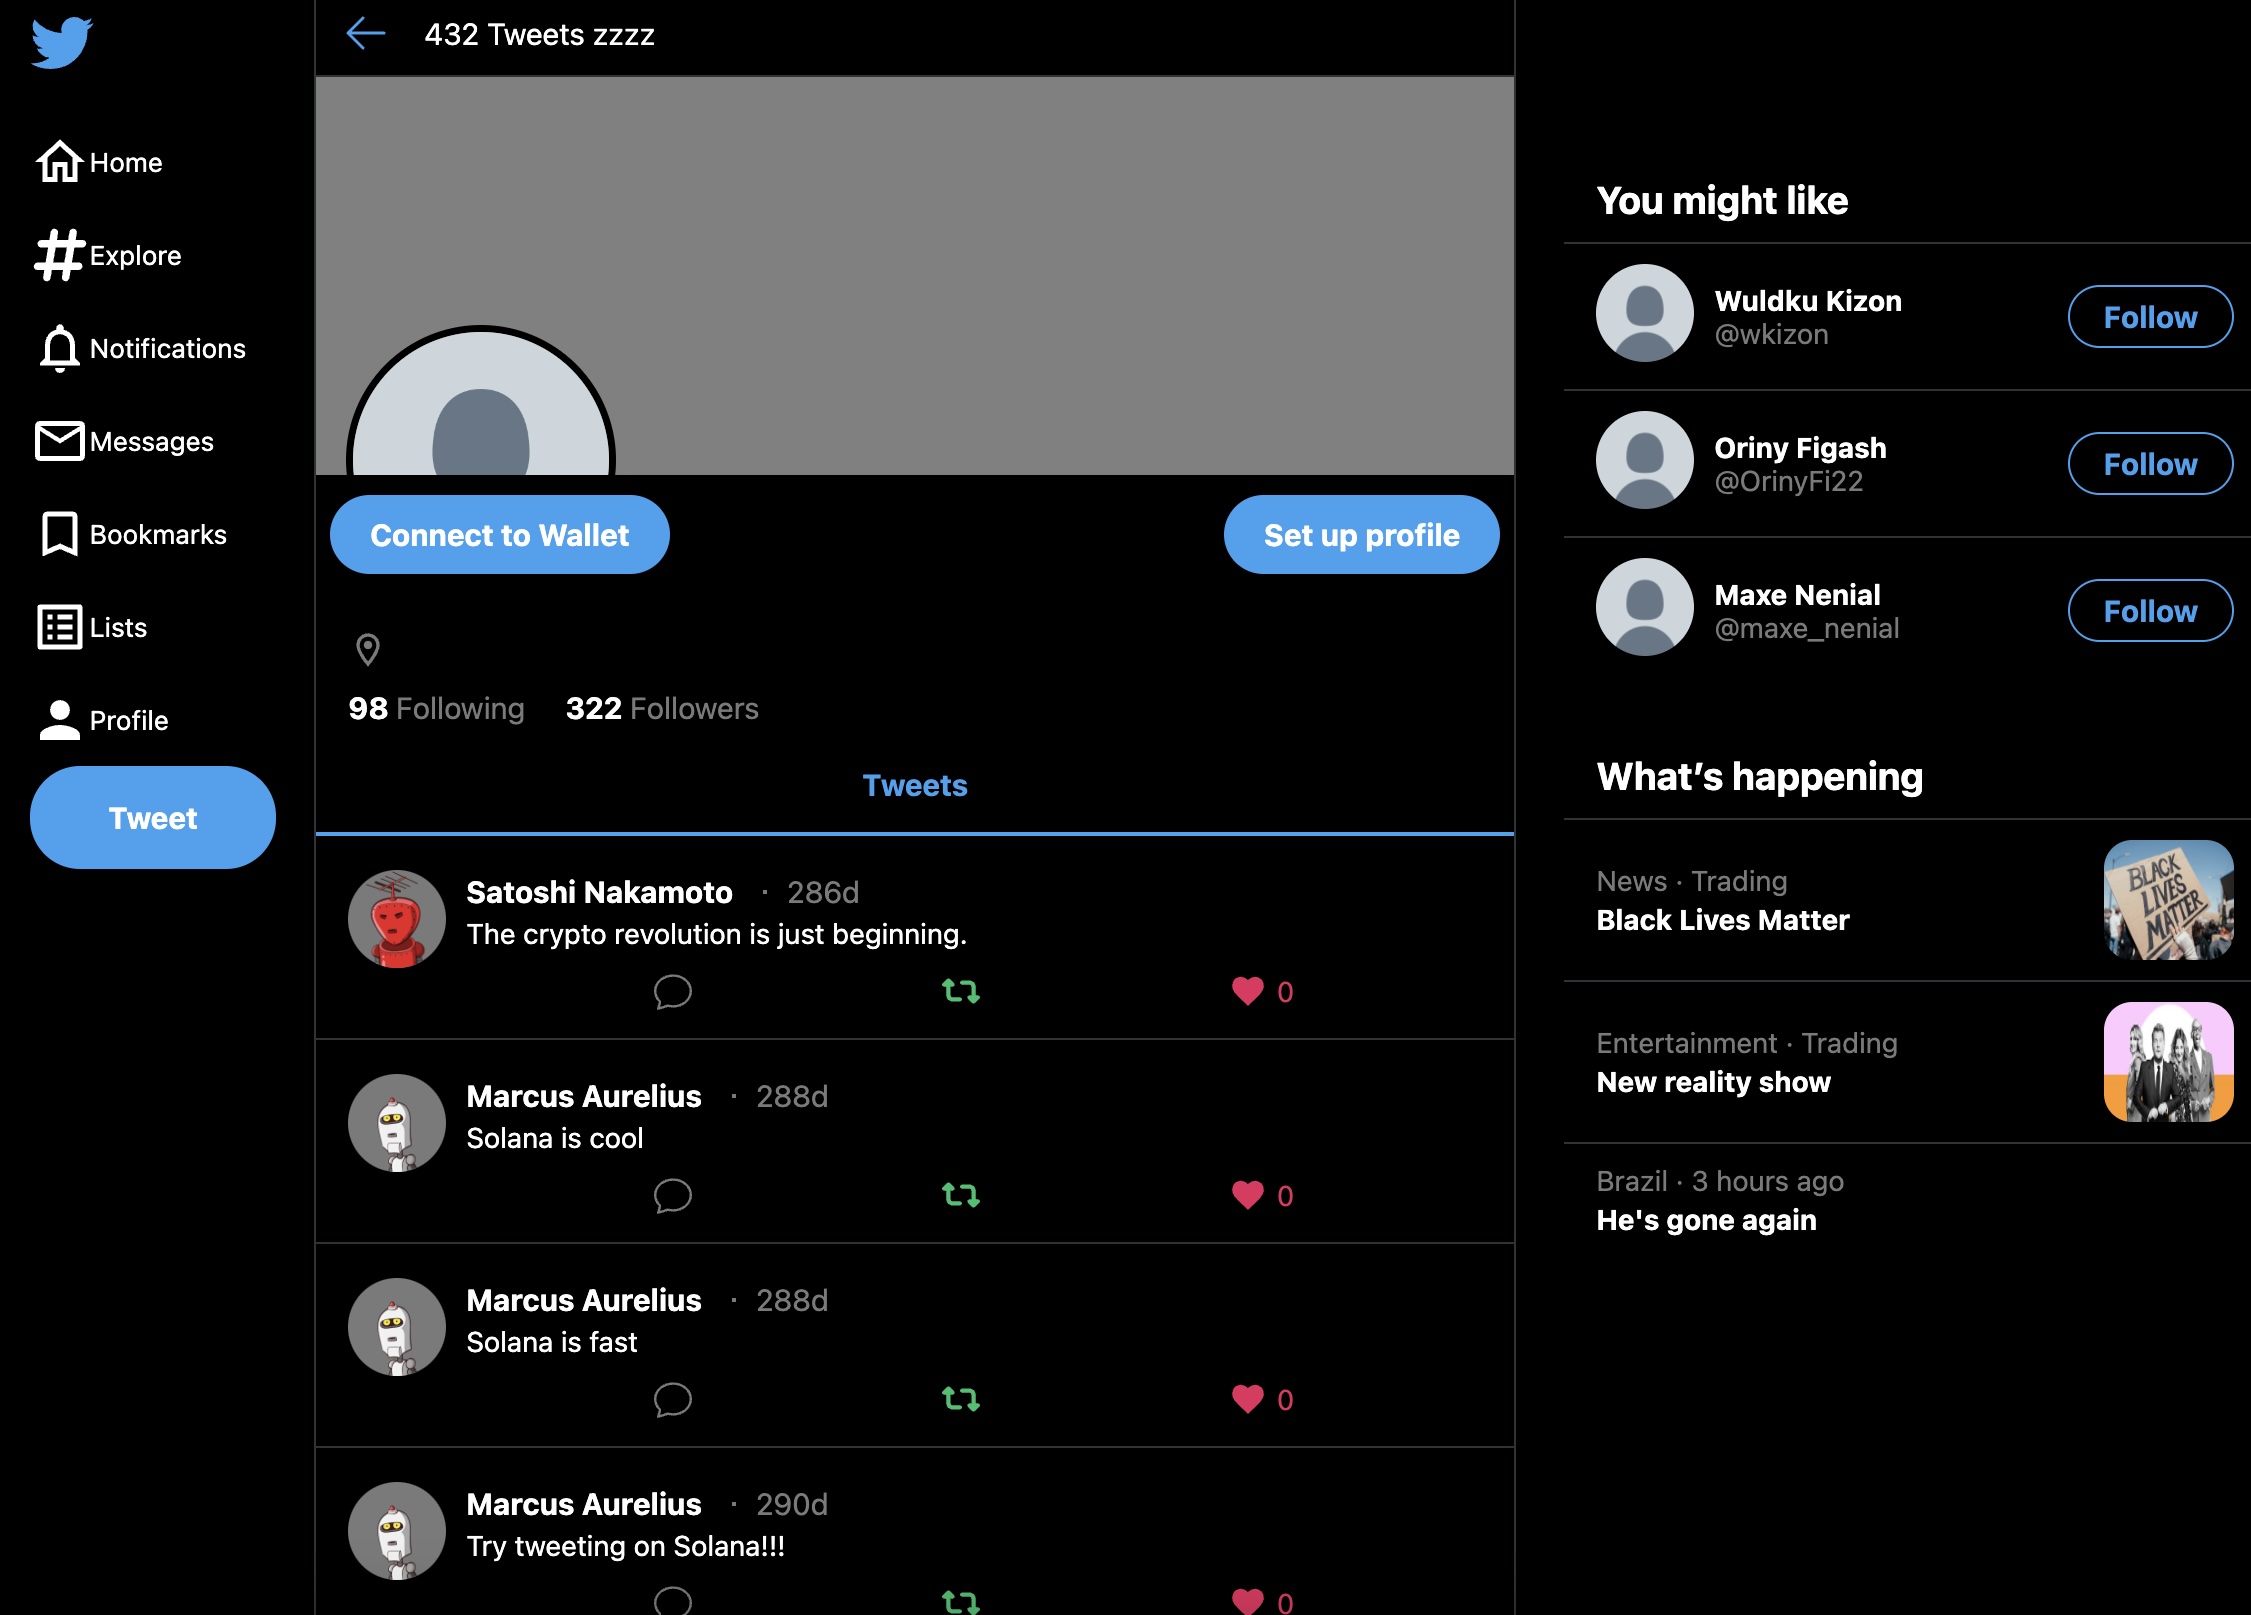 432 Tweets zzzz
Home
Explore
Notifications
Messages
Bookmarks
Lists
Profile
Tweet
Connect to Wallet
Set up profile
98 Following 322 Followers
Tweets
Satoshi Nakamoto · 286d
The crypto revolution is just beginning.
0
Marcus Aurelius · 288d
Solana is cool
0
Marcus Aurelius · 288d
Solana is fast
0
Marcus Aurelius · 290d
Try tweeting on Solana!!!
0
You might like
Wuldku Kizon
@wkizon
Follow
Oriny Figash
@OrinyFi22
Follow
Maxe Nenial
@maxe_nenial
Follow
What's happening
News · Trading
Black Lives Matter
BLACK
LIVES
MATTER
Entertainment · Trading
New reality show
Brazil · 3 hours ago
He's gone again